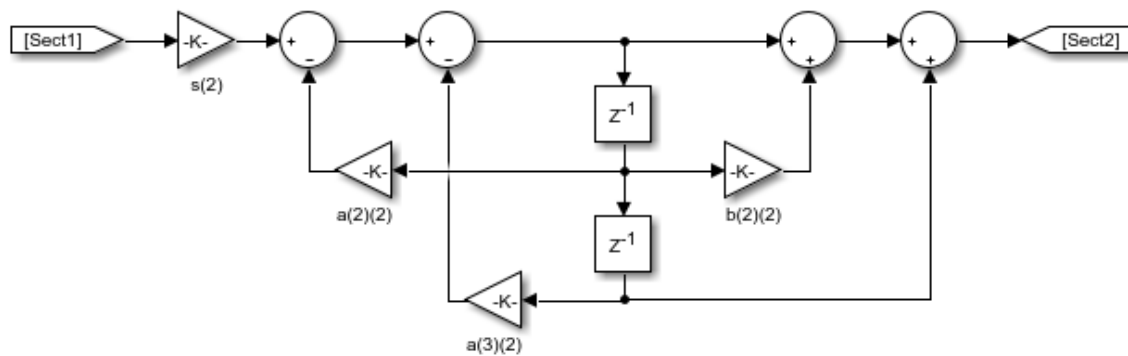 [Sect1]
-K-
s(2)
+
−
+
−
+
+
+
+
[Sect2]
Z-1
-K-
a(2)(2)
-K-
b(2)(2)
Z-1
-K-
a(3)(2)